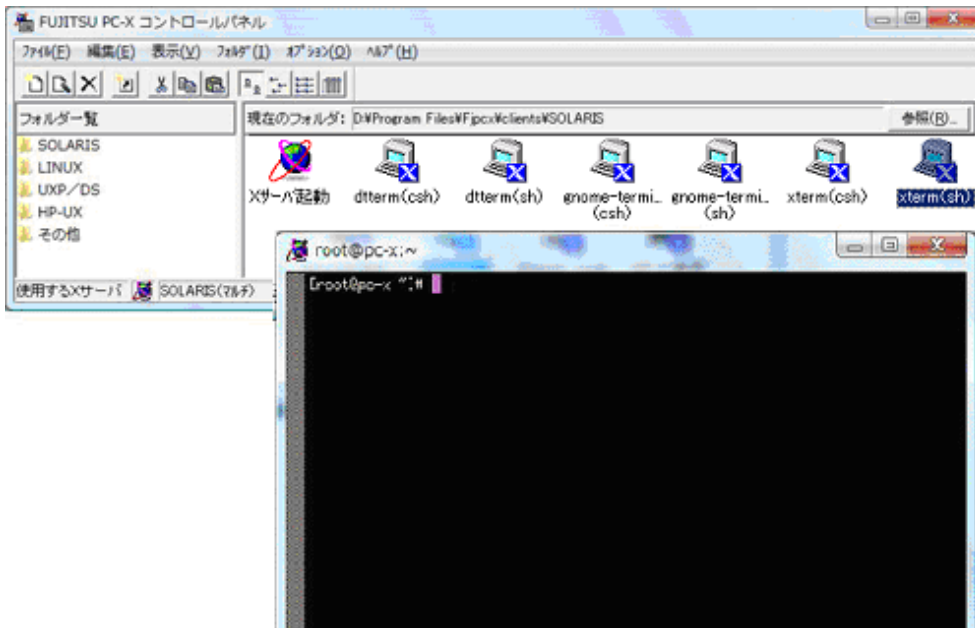 FUJITSU PC-X コントロールパネル
ﾌｧｲﾙ(E) 編集(E) 表示(V) ﾌｫﾙﾀﾞ(I) ｵﾌﾟｼｮﾝ(O) ﾍﾙﾌﾟ(H)
フォルダ一覧
現在のフォルダ: D:¥Program Files¥Fjpcx¥clients¥SOLARIS 参照(R)...
SOLARIS
LINUX
UXP/DS
HP-UX
その他
Xサーバ起動 dtterm(csh) dtterm(sh) gnome-termi... (csh) gnome-termi... (sh) xterm(csh) xterm(sh)
使用するXサーバ SOLARIS(ﾏﾙﾁ)
root@pc-x:~
[root@pc-x ~]#